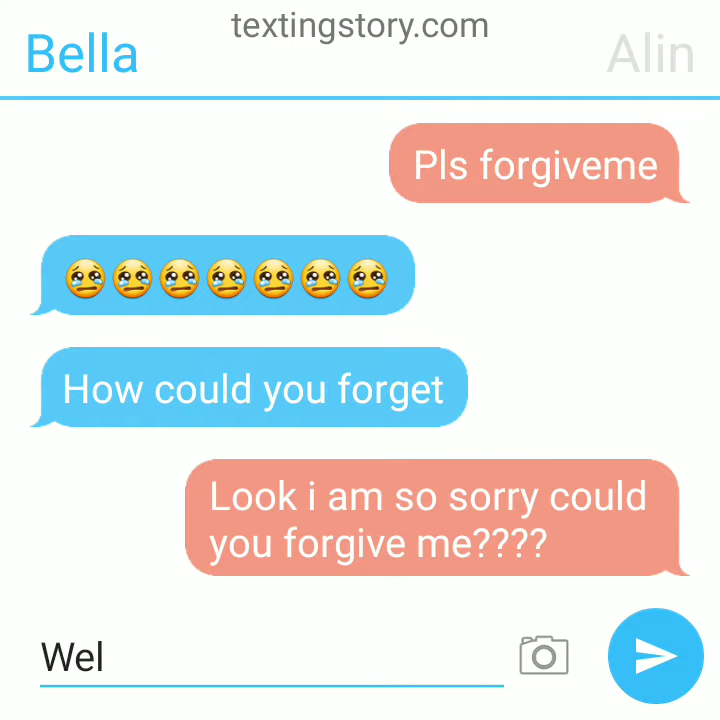 textingstory.com
Bella
Alin
Pls forgiveme
🥹🥹🥹🥹🥹🥹🥹
How could you forget
Look i am so sorry could
you forgive me????
Wel